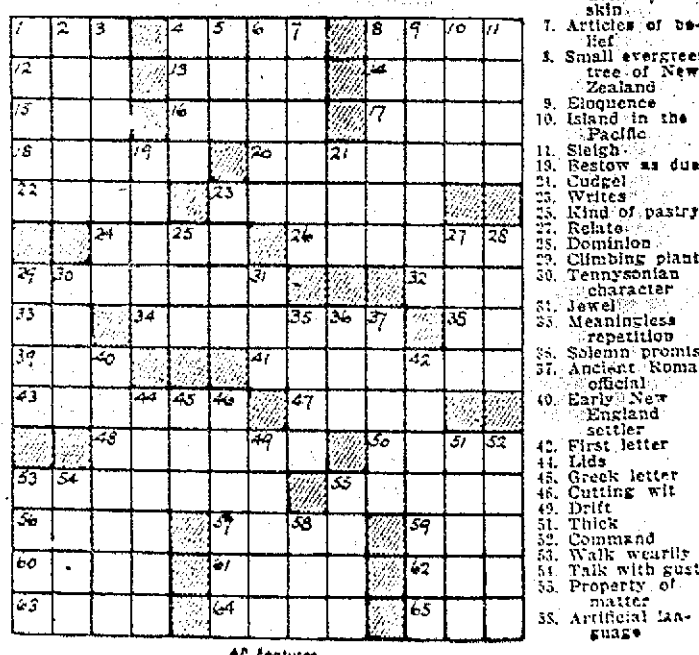 1 2 3 4 5 6 7 8 9 10 11
12 13 14
15 16 17
18 19 20 21
22 23
24 25 26 27 28
29 30 31 32
33 34 35 36 37 38
39 40 41 42
43 44 45 46 47
48 49 50 51 52
53 54 55
56 57 58 59
60 61 62
63 64 65
AP Features
skin
7. Articles of be-
lief
8. Small evergreen
tree of New
Zealand
9. Eloquence
10. Island in the
Pacific
11. Sleigh
19. Bestow as due
21. Cudgel
23. Writes
25. Kind of pastry
27. Relate
28. Dominion
29. Climbing plant
30. Tennysonian
character
31. Jewel
35. Meaningless
repetition
36. Solemn promise
37. Ancient Roma
official
40. Early New
England
settler
42. First letter
44. Lids
45. Greek letter
46. Cutting wit
49. Drift
51. Thick
52. Command
53. Walk wearily
54. Talk with gust
55. Property of
matter
58. Artificial lan-
guage